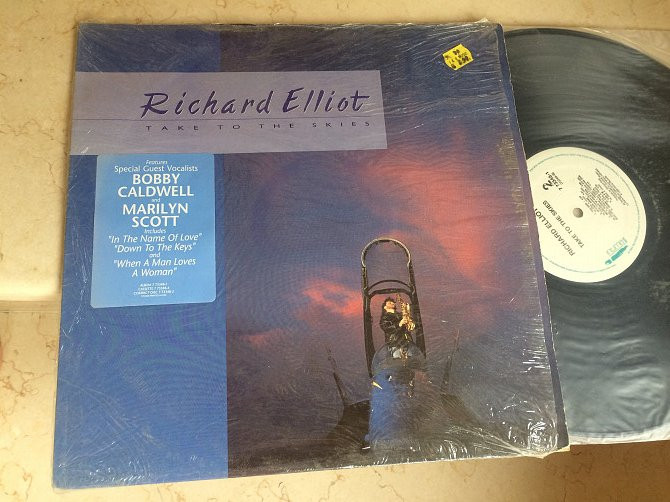 Richard Elliot
TAKE TO THE SKIES
Features
Special Guest Vocalists
BOBBY
CALDWELL
and
MARILYN
SCOTT
Includes
"In The Name Of Love"
"Down To The Keys"
and
"When A Man Loves
A Woman"
2
RICHARD ELLIOT
TAKE TO THE SKIES